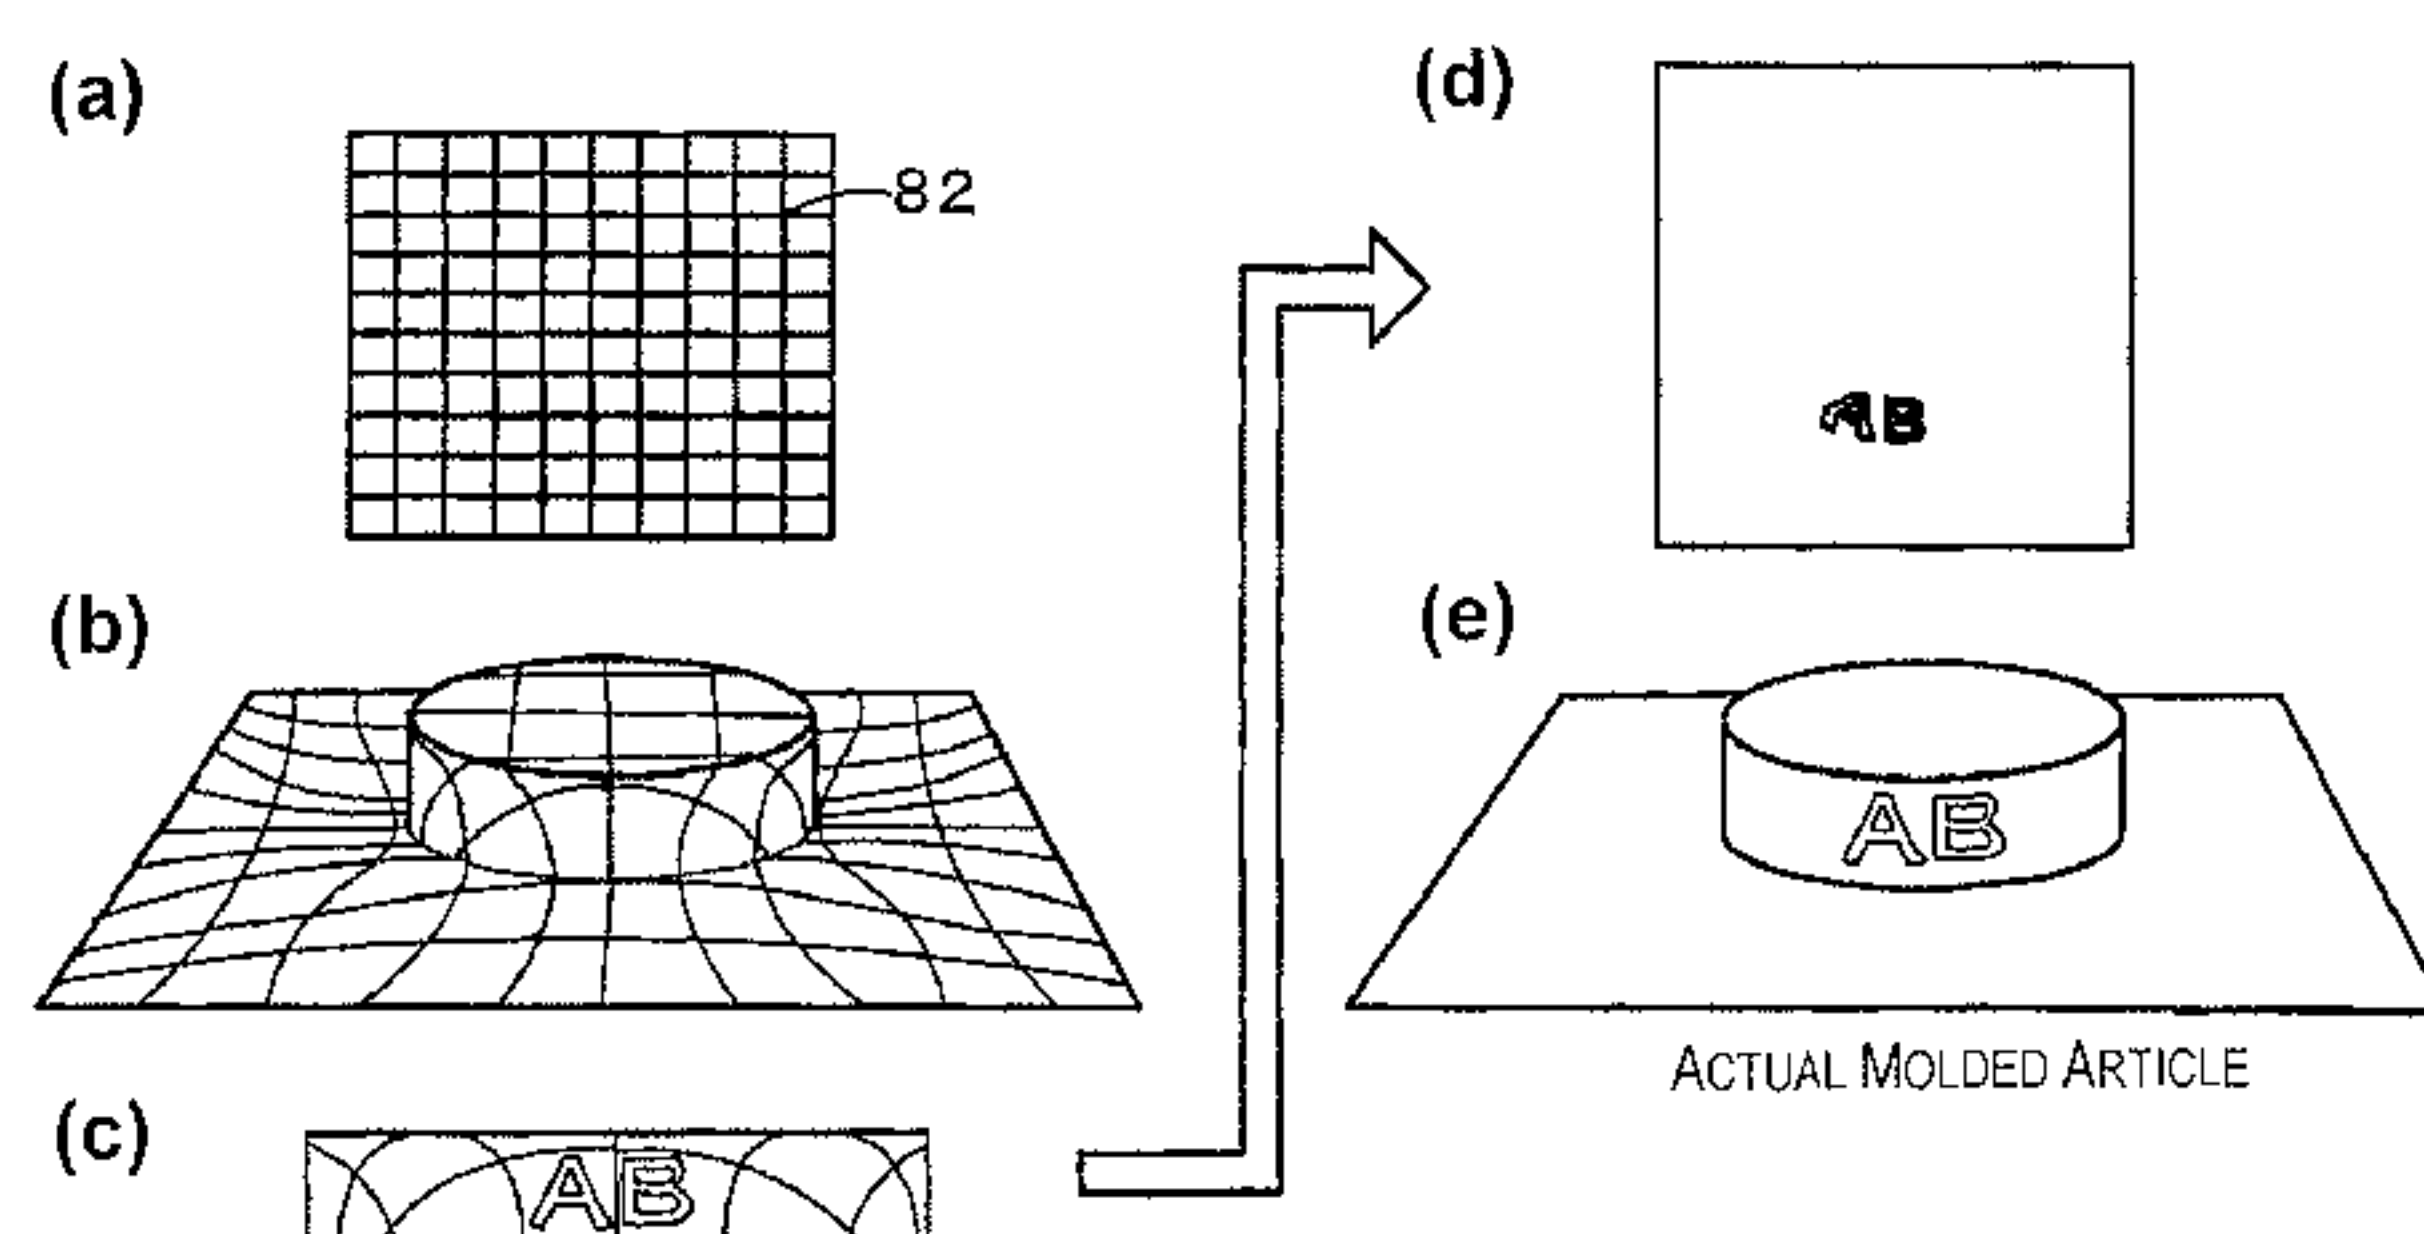 (a)
82
(b)
(c)
AB
(d)
AB
(e)
AB
ACTUAL MOLDED ARTICLE